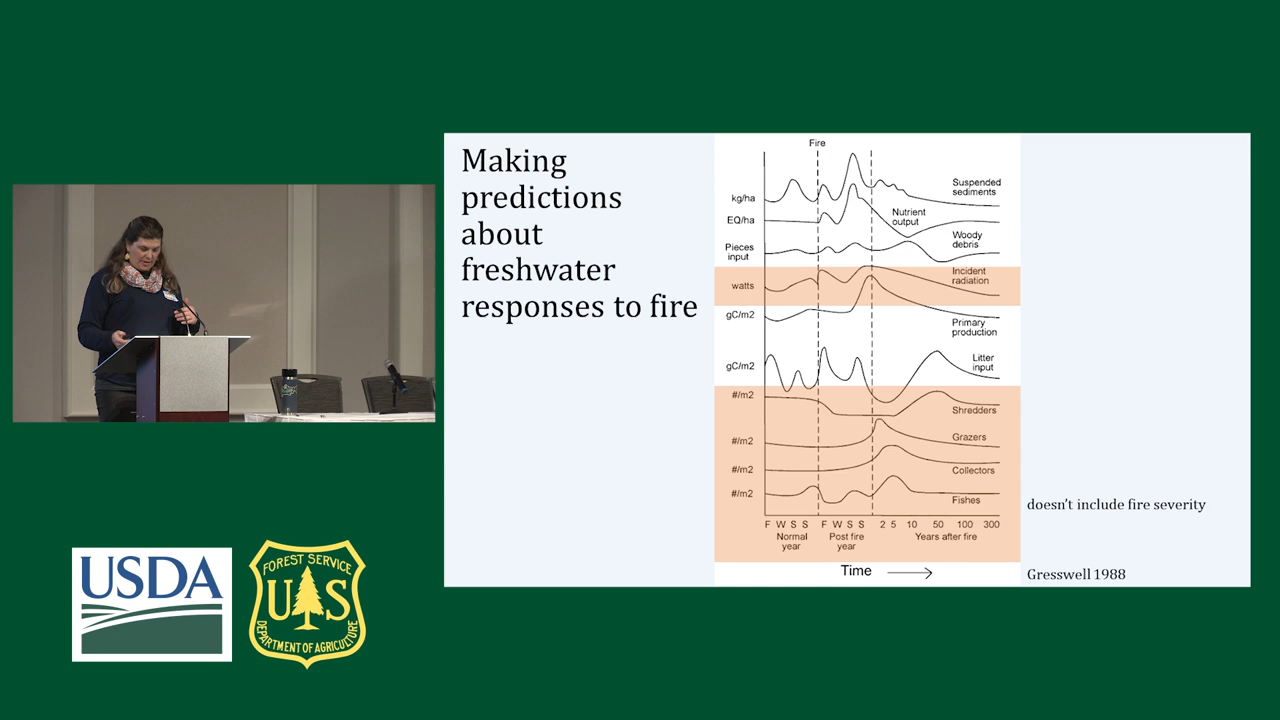 Making
predictions
about
freshwater
responses to fire
Fire
kg/ha
Suspended
sediments
EQ/ha
Nutrient
output
Pieces
input
Woody
debris
watts
Incident
radiation
gC/m2
Primary
production
gC/m2
Litter
input
#/m2
Shredders
#/m2
Grazers
#/m2
Collectors
#/m2
Fishes
F W S S F W S S 2 5 10 50 100 300
Normal
year
Post fire
year
Years after fire
Time
doesn't include fire severity
Gresswell 1988
USDA
FOREST SERVICE
U S
DEPARTMENT OF AGRICULTURE